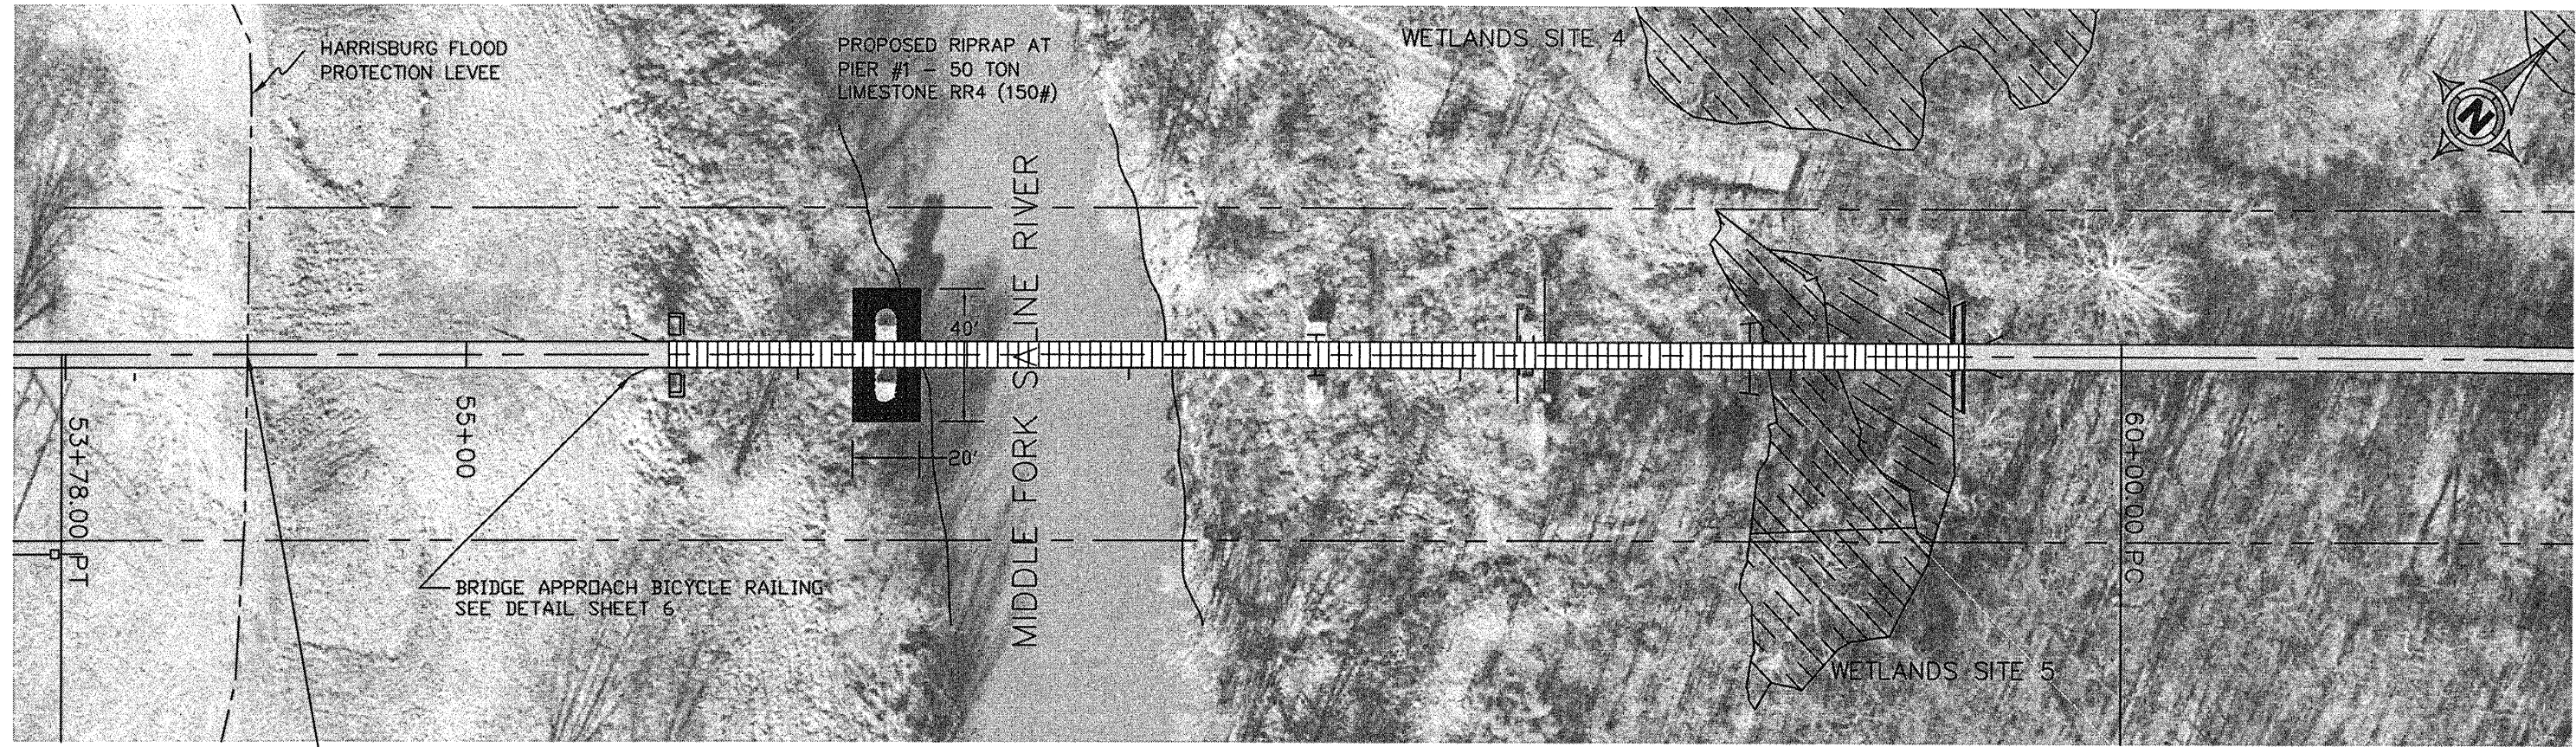 HARRISBURG FLOOD
PROTECTION LEVEE
PROPOSED RIPRAP AT
PIER #1 - 50 TON
LIMESTONE RR4 (150#)
WETLANDS SITE 4
N
MIDDLE FORK SALINE RIVER
40'
20'
53+78.00 PT
55+00
60+00.00 PC
BRIDGE APPROACH BICYCLE RAILING
SEE DETAIL SHEET 6
WETLANDS SITE 5